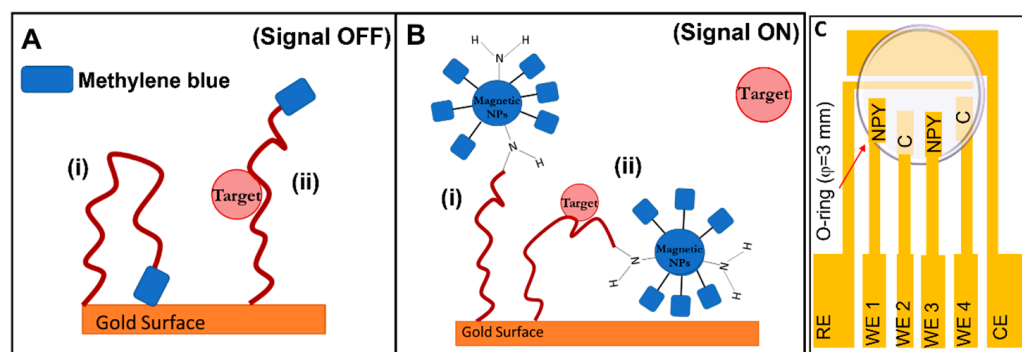 A
(Signal OFF)
Methylene blue
(i)
(ii)
Target
Gold Surface
B
(Signal ON)
H
H
N
Magnetic
NPs
N
H
(i)
(ii)
Target
Target
Magnetic
NPs
N
H
N
H
H
Gold Surface
C
O-ring (φ=3 mm)
NPY
C
NPY
C
RE
WE 1
WE 2
WE 3
WE 4
CE